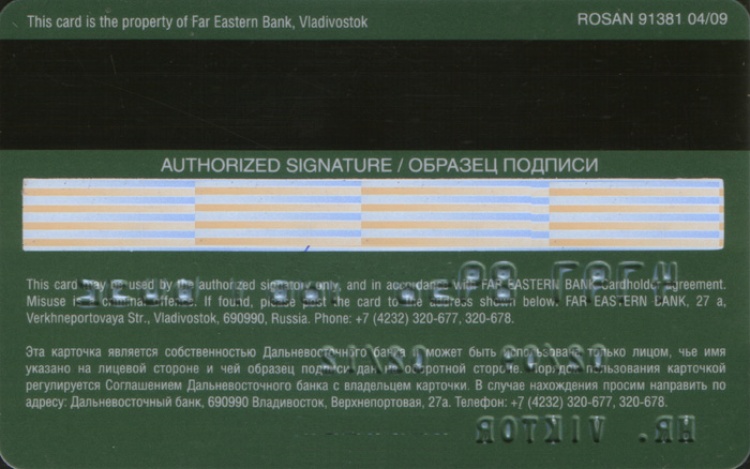 This card is the property of Far Eastern Bank, Vladivostok
ROSAN 91381 04/09
AUTHORIZED SIGNATURE / ОБРАЗЕЦ ПОДПИСИ
This card may be used by the authorized signatory only, and in accordance with FAR EASTERN BANK Cardholder Agreement.
Misuse is a criminal offence. If found, please post the card to the address shown below: FAR EASTERN BANK, 27 a,
Verkhneportovaya Str., Vladivostok, 690990, Russia. Phone: +7 (4232) 320-677, 320-678.
Эта карточка является собственностью Дальневосточного банка и может быть использована только лицом, чье имя
указано на лицевой стороне и чей образец подписи дан на оборотной стороне. Порядок пользования карточкой
регулируется Соглашением Дальневосточного банка с владельцем карточки. В случае нахождения просим направить по
адресу: Дальневосточный банк, 690990 Владивосток, Верхнепортовая, 27а. Телефон: +7 (4232) 320-677, 320-678.
MR. VIKTOR